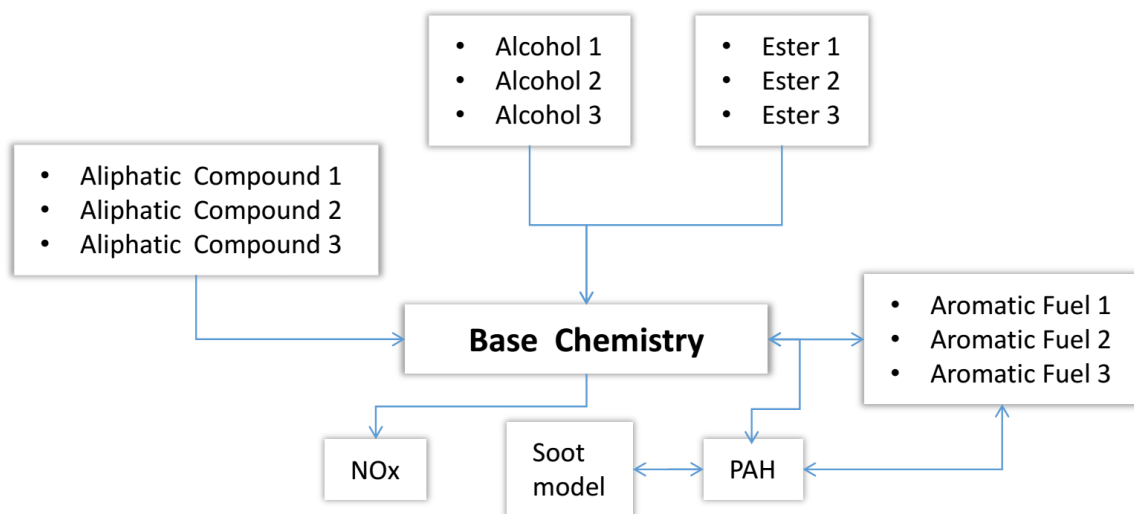 • Alcohol 1
• Alcohol 2
• Alcohol 3
• Ester 1
• Ester 2
• Ester 3
• Aliphatic Compound 1
• Aliphatic Compound 2
• Aliphatic Compound 3
Base Chemistry
• Aromatic Fuel 1
• Aromatic Fuel 2
• Aromatic Fuel 3
NOx
Soot
model
PAH